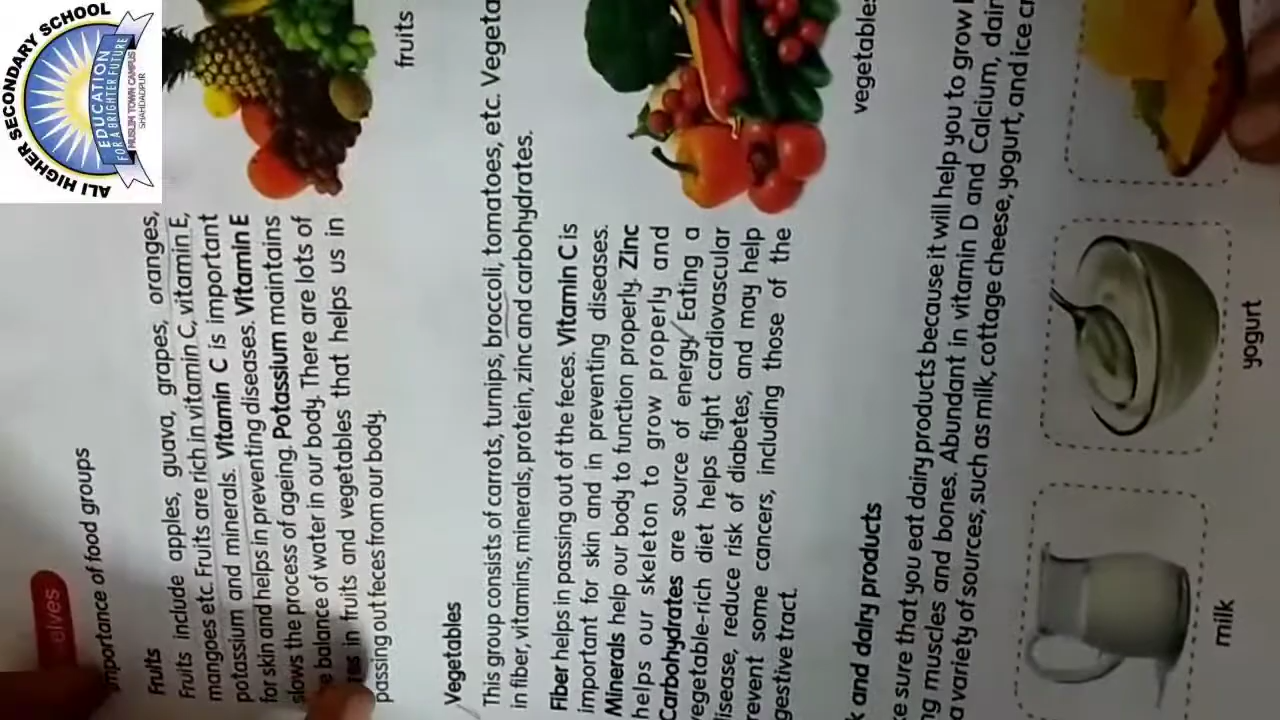 ALI HIGHER SECONDARY SCHOOL
EDUCATION
FOR A BRIGHTER FUTURE
MUSLIM TOWN CAMPUS
SHAHDADPUR
elves
Importance of food groups
Fruits
Fruits include apples, guava, grapes, oranges,
mangoes etc. Fruits are rich in vitamin C, vitamin E,
potassium and minerals. Vitamin C is important
for skin and helps in preventing diseases. Vitamin E
slows the process of ageing. Potassium maintains
balance of water in our body. There are lots of
in fruits and vegetables that helps us in
passing out feces from our body.
fruits
Vegetables
This group consists of carrots, turnips, broccoli, tomatoes, etc. Vegeta
in fiber, vitamins, minerals, protein, zinc and carbohydrates.
Fiber helps in passing out of the feces. Vitamin C is
important for skin and in preventing diseases.
Minerals help our body to function properly. Zinc
helps our skeleton to grow properly and
Carbohydrates are source of energy. Eating a
vegetable-rich diet helps fight cardiovascular
disease, reduce risk of diabetes, and may help
revent some cancers, including those of the
gestive tract.
vegetables
k and dairy products
ke sure that you eat dairy products because it will help you to grow
ng muscles and bones. Abundant in vitamin D and Calcium, dair
a variety of sources, such as milk, cottage cheese, yogurt, and ice cr
milk
yogurt